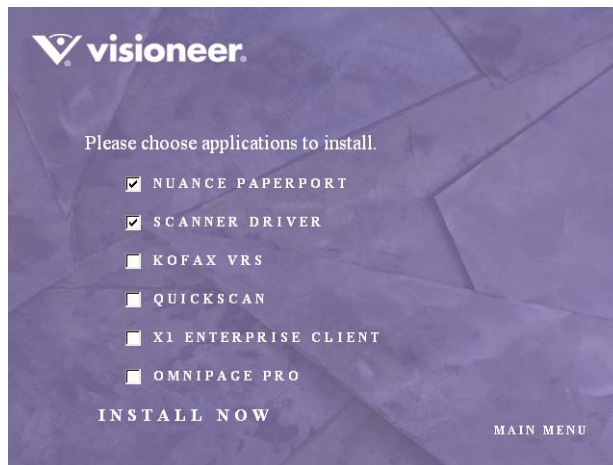 visioneer.
Please choose applications to install.
NUANCE PAPERPORT
SCANNER DRIVER
KOFAX VRS
QUICKSCAN
X1 ENTERPRISE CLIENT
OMNIPAGE PRO
INSTALL NOW
MAIN MENU